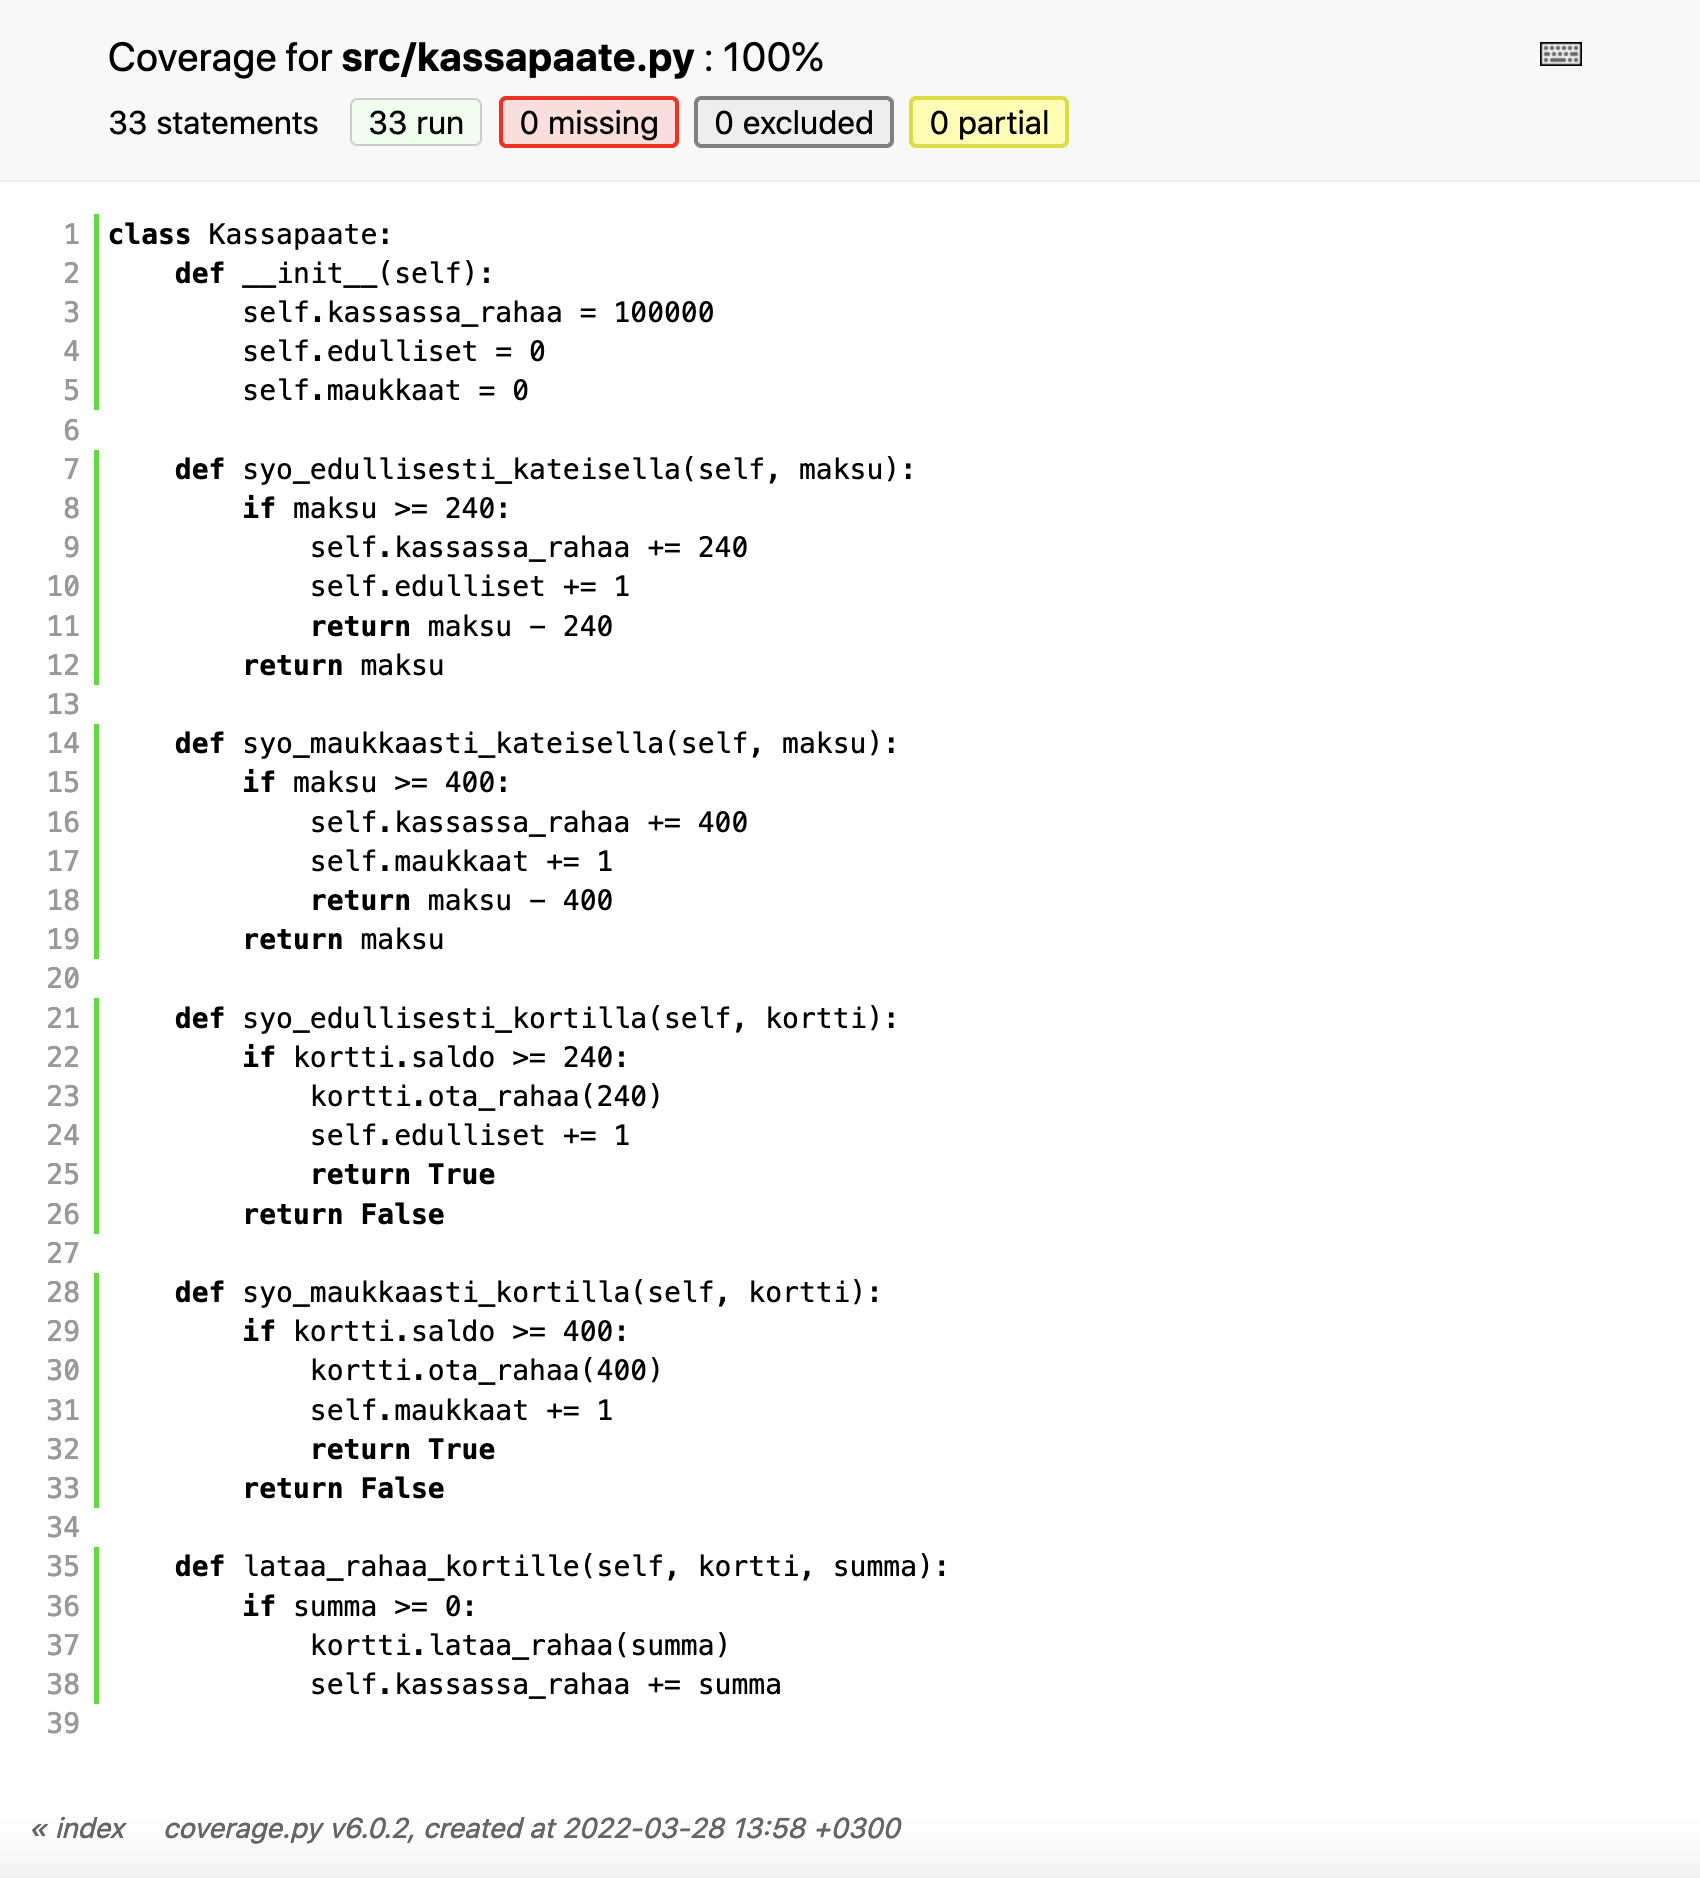 Coverage for src/kassapaate.py : 100%
33 statements 33 run 0 missing 0 excluded 0 partial
1 class Kassapaate:
2     def __init__(self):
3         self.kassassa_rahaa = 100000
4         self.edulliset = 0
5         self.maukkaat = 0
6
7     def syo_edullisesti_kateisella(self, maksu):
8         if maksu >= 240:
9             self.kassassa_rahaa += 240
10             self.edulliset += 1
11             return maksu - 240
12         return maksu
13
14     def syo_maukkaasti_kateisella(self, maksu):
15         if maksu >= 400:
16             self.kassassa_rahaa += 400
17             self.maukkaat += 1
18             return maksu - 400
19         return maksu
20
21     def syo_edullisesti_kortilla(self, kortti):
22         if kortti.saldo >= 240:
23             kortti.ota_rahaa(240)
24             self.edulliset += 1
25             return True
26         return False
27
28     def syo_maukkaasti_kortilla(self, kortti):
29         if kortti.saldo >= 400:
30             kortti.ota_rahaa(400)
31             self.maukkaat += 1
32             return True
33         return False
34
35     def lataa_rahaa_kortille(self, kortti, summa):
36         if summa >= 0:
37             kortti.lataa_rahaa(summa)
38             self.kassassa_rahaa += summa
39
« index coverage.py v6.0.2, created at 2022-03-28 13:58 +0300